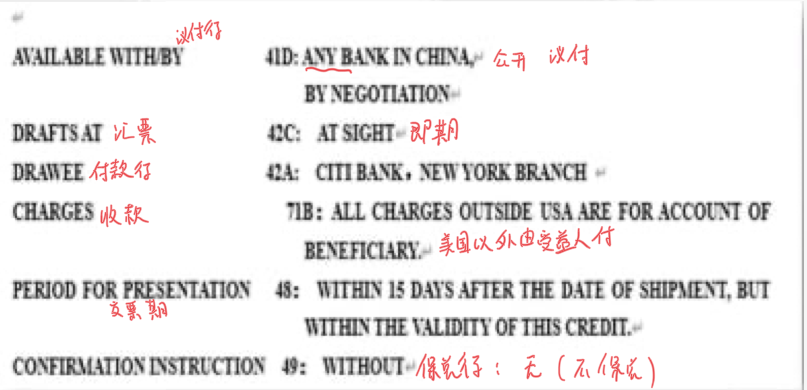 议付行
AVAILABLE WITH/BY 41D: ANY BANK IN CHINA, 公开 议付
BY NEGOTIATION
DRAFTS AT 汇票 42C: AT SIGHT 即期
DRAWEE 付款行 42A: CITI BANK, NEW YORK BRANCH
CHARGES 收款 71B: ALL CHARGES OUTSIDE USA ARE FOR ACCOUNT OF
BENEFICIARY. 美国以外由受益人付
PERIOD FOR PRESENTATION 48: WITHIN 15 DAYS AFTER THE DATE OF SHIPMENT, BUT
交票期 WITHIN THE VALIDITY OF THIS CREDIT.
CONFIRMATION INSTRUCTION 49: WITHOUT 保兑行: 无 (不保兑)